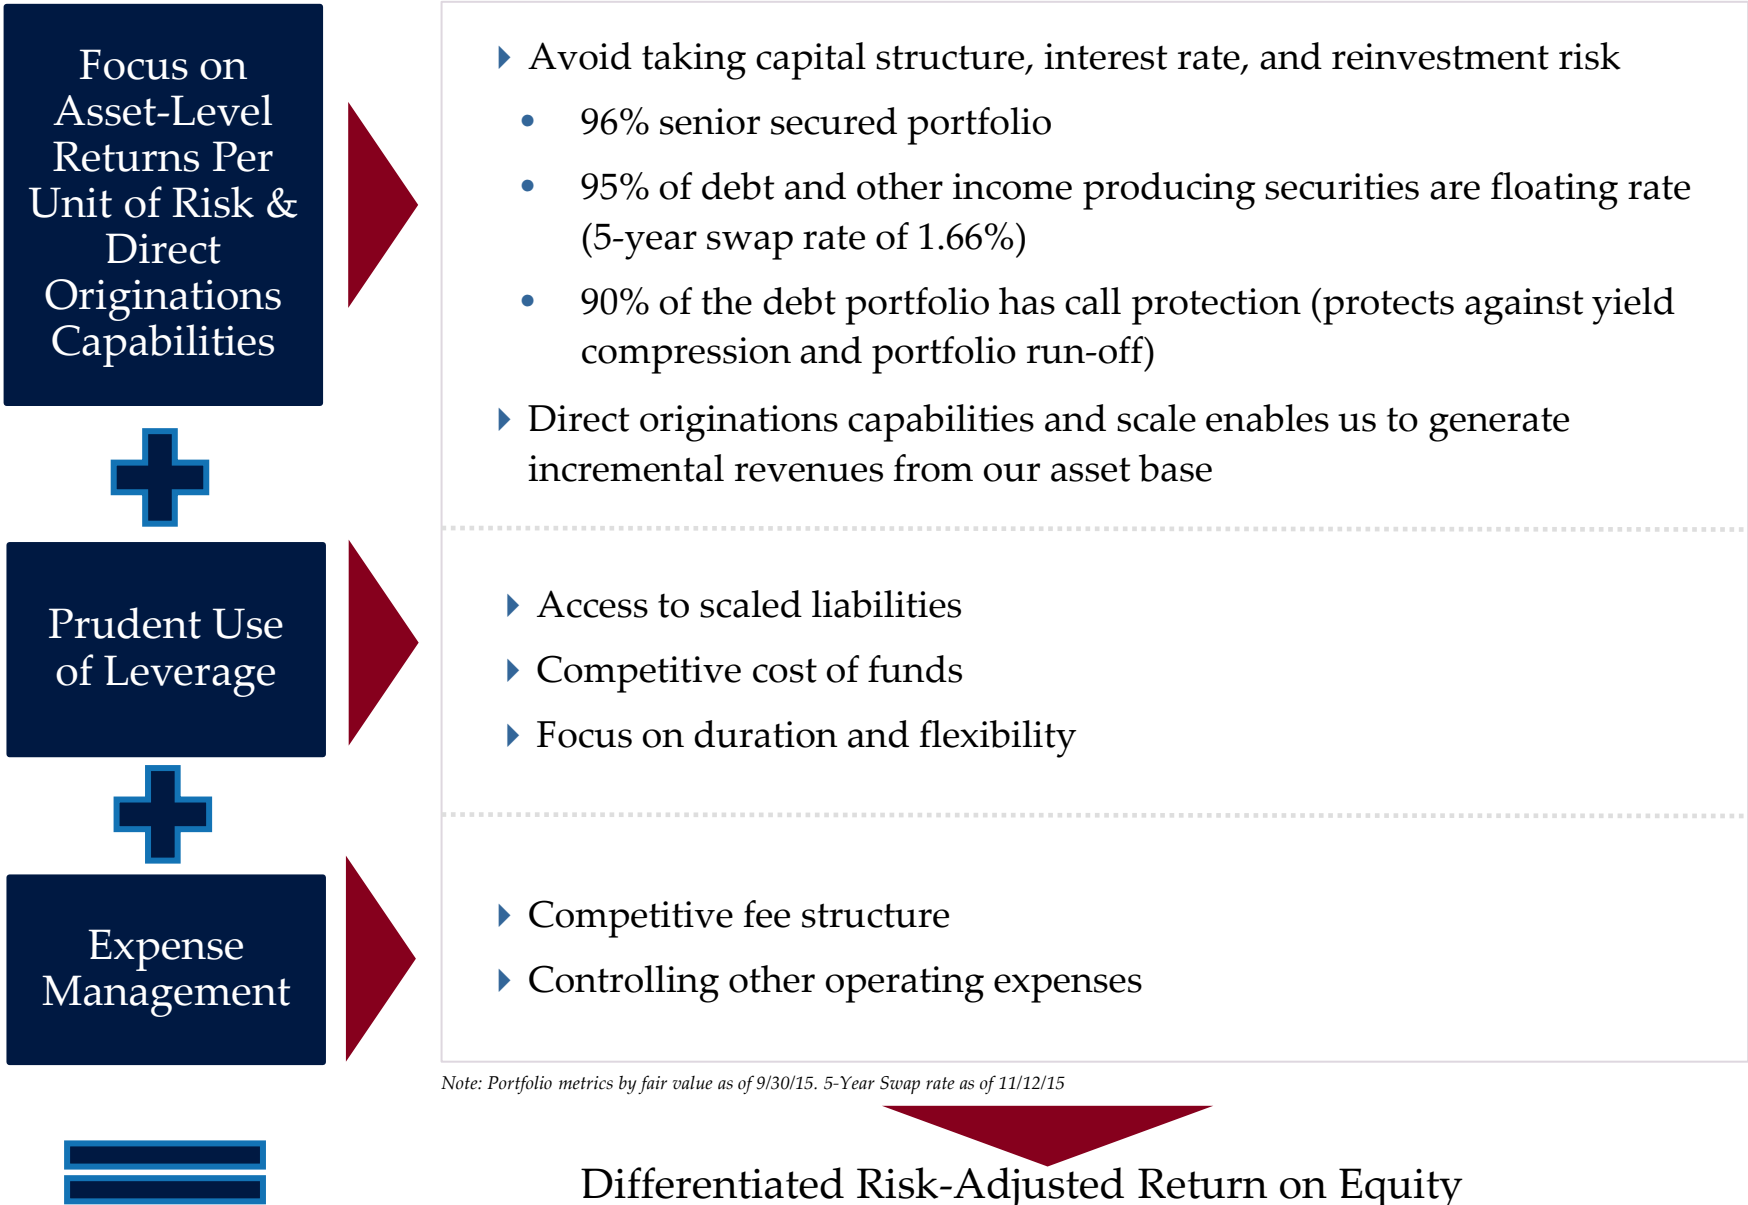 Focus on
Asset-Level
Returns Per
Unit of Risk &
Direct
Originations
Capabilities
Avoid taking capital structure, interest rate, and reinvestment risk
• 96% senior secured portfolio
• 95% of debt and other income producing securities are floating rate
(5-year swap rate of 1.66%)
• 90% of the debt portfolio has call protection (protects against yield
compression and portfolio run-off)
Direct originations capabilities and scale enables us to generate
incremental revenues from our asset base
Prudent Use
of Leverage
Access to scaled liabilities
Competitive cost of funds
Focus on duration and flexibility
Expense
Management
Competitive fee structure
Controlling other operating expenses
Note: Portfolio metrics by fair value as of 9/30/15. 5-Year Swap rate as of 11/12/15
Differentiated Risk-Adjusted Return on Equity